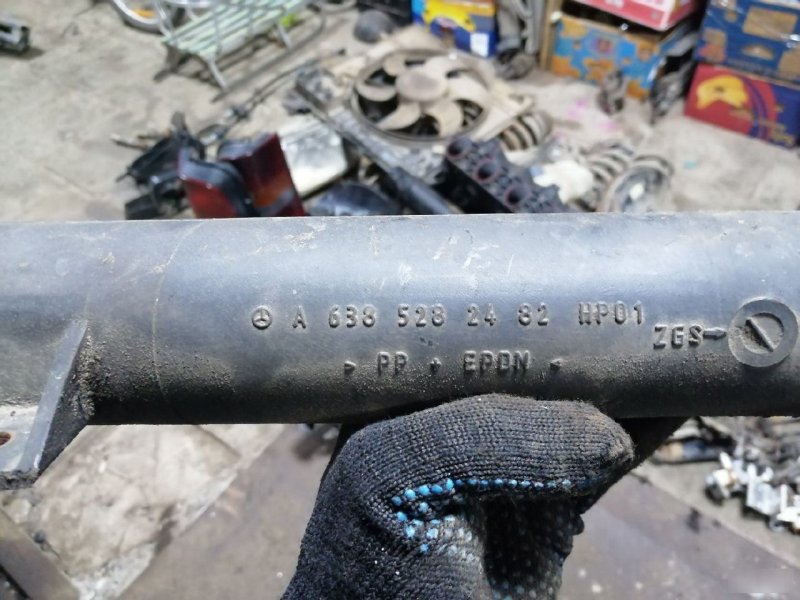 A 638 528 24 82 HP01
ZGS→
> PP + EPDM <